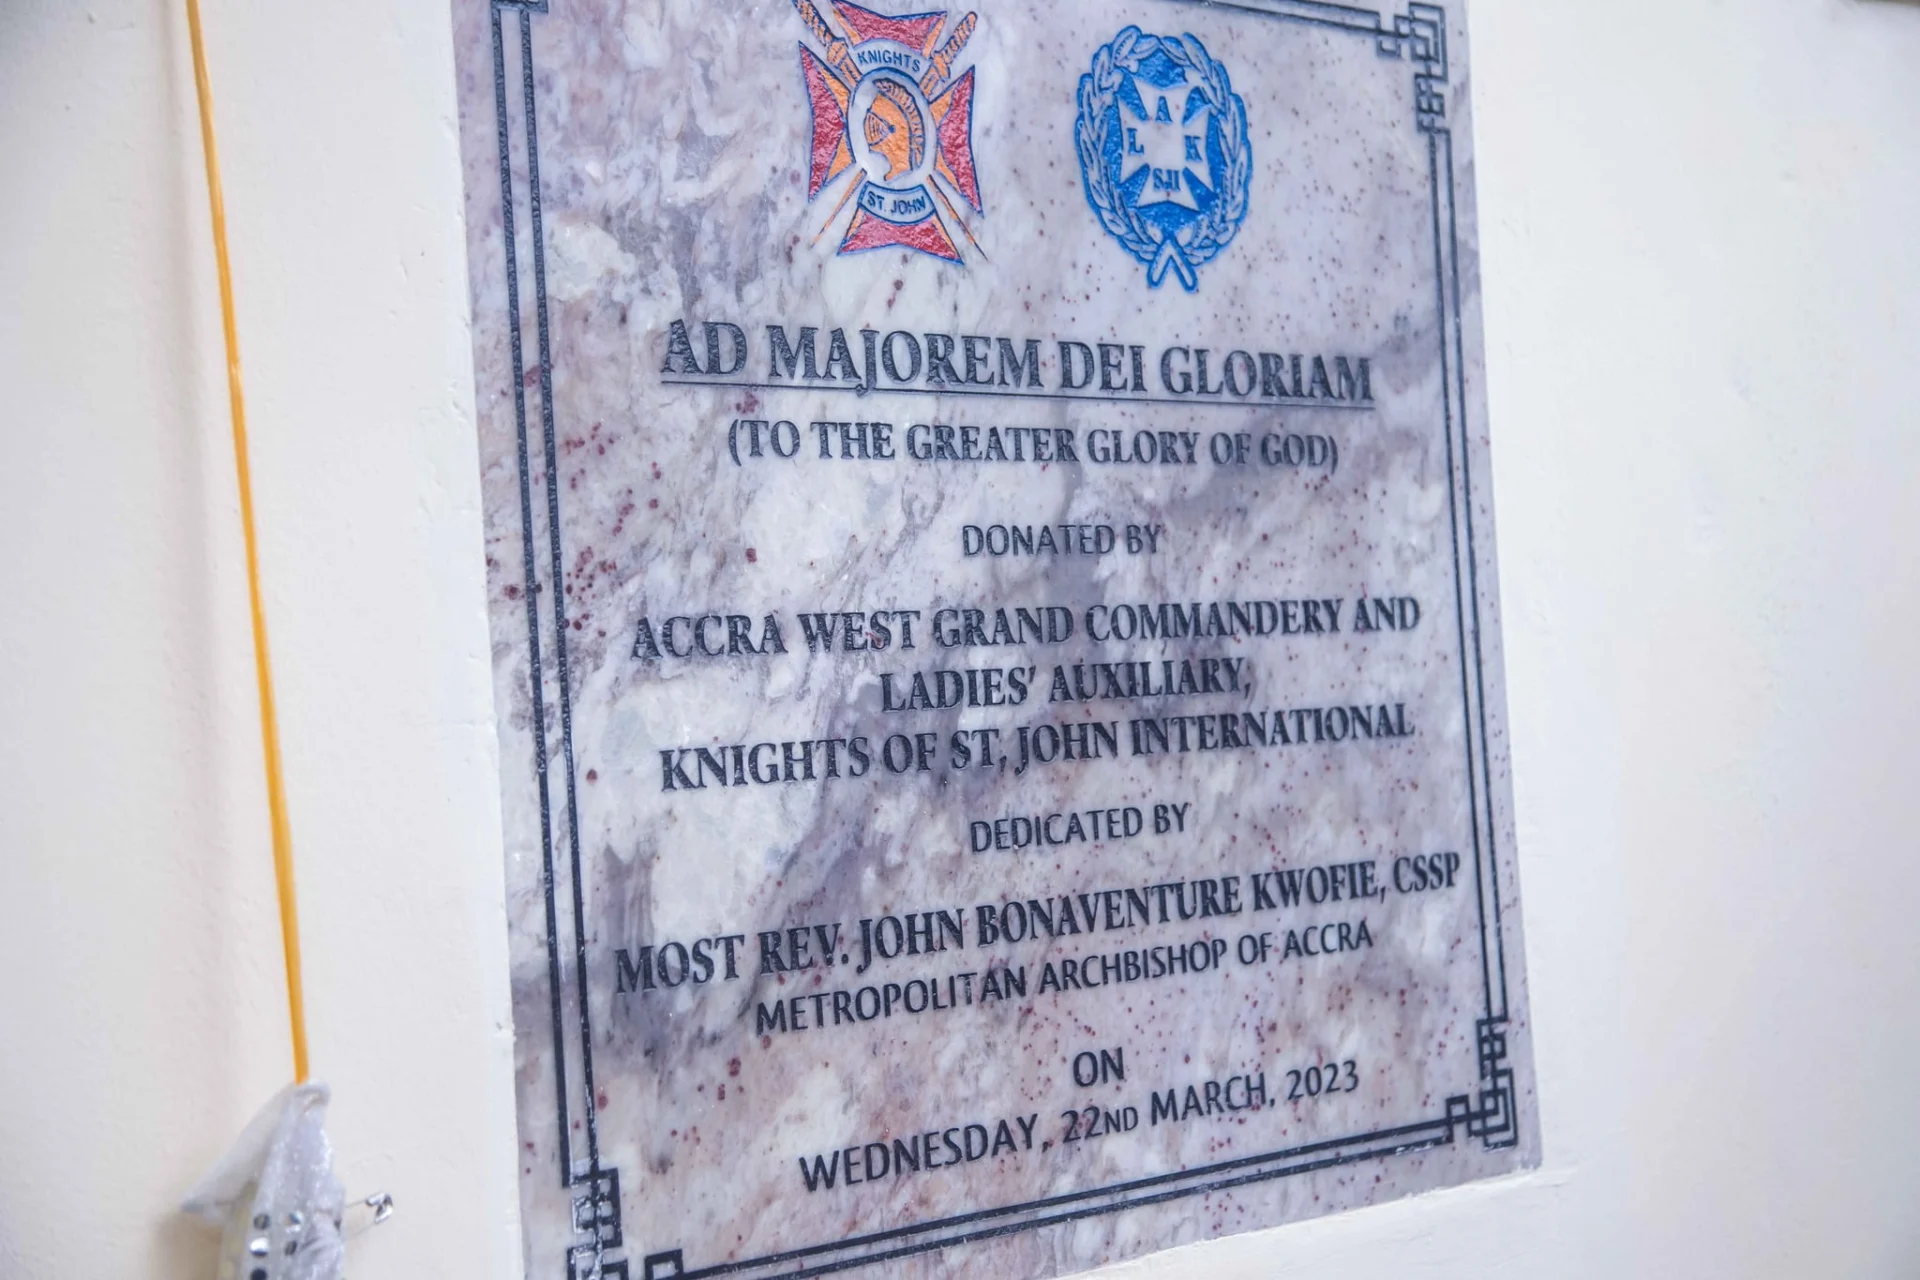 KNIGHTS
ST. JOHN
A
L K
SJI
AD MAJOREM DEI GLORIAM
(TO THE GREATER GLORY OF GOD)
DONATED BY
ACCRA WEST GRAND COMMANDERY AND
LADIES' AUXILIARY,
KNIGHTS OF ST. JOHN INTERNATIONAL
DEDICATED BY
MOST REV. JOHN BONAVENTURE KWOFIE, CSSP
METROPOLITAN ARCHBISHOP OF ACCRA
ON
WEDNESDAY, 22ND MARCH, 2023